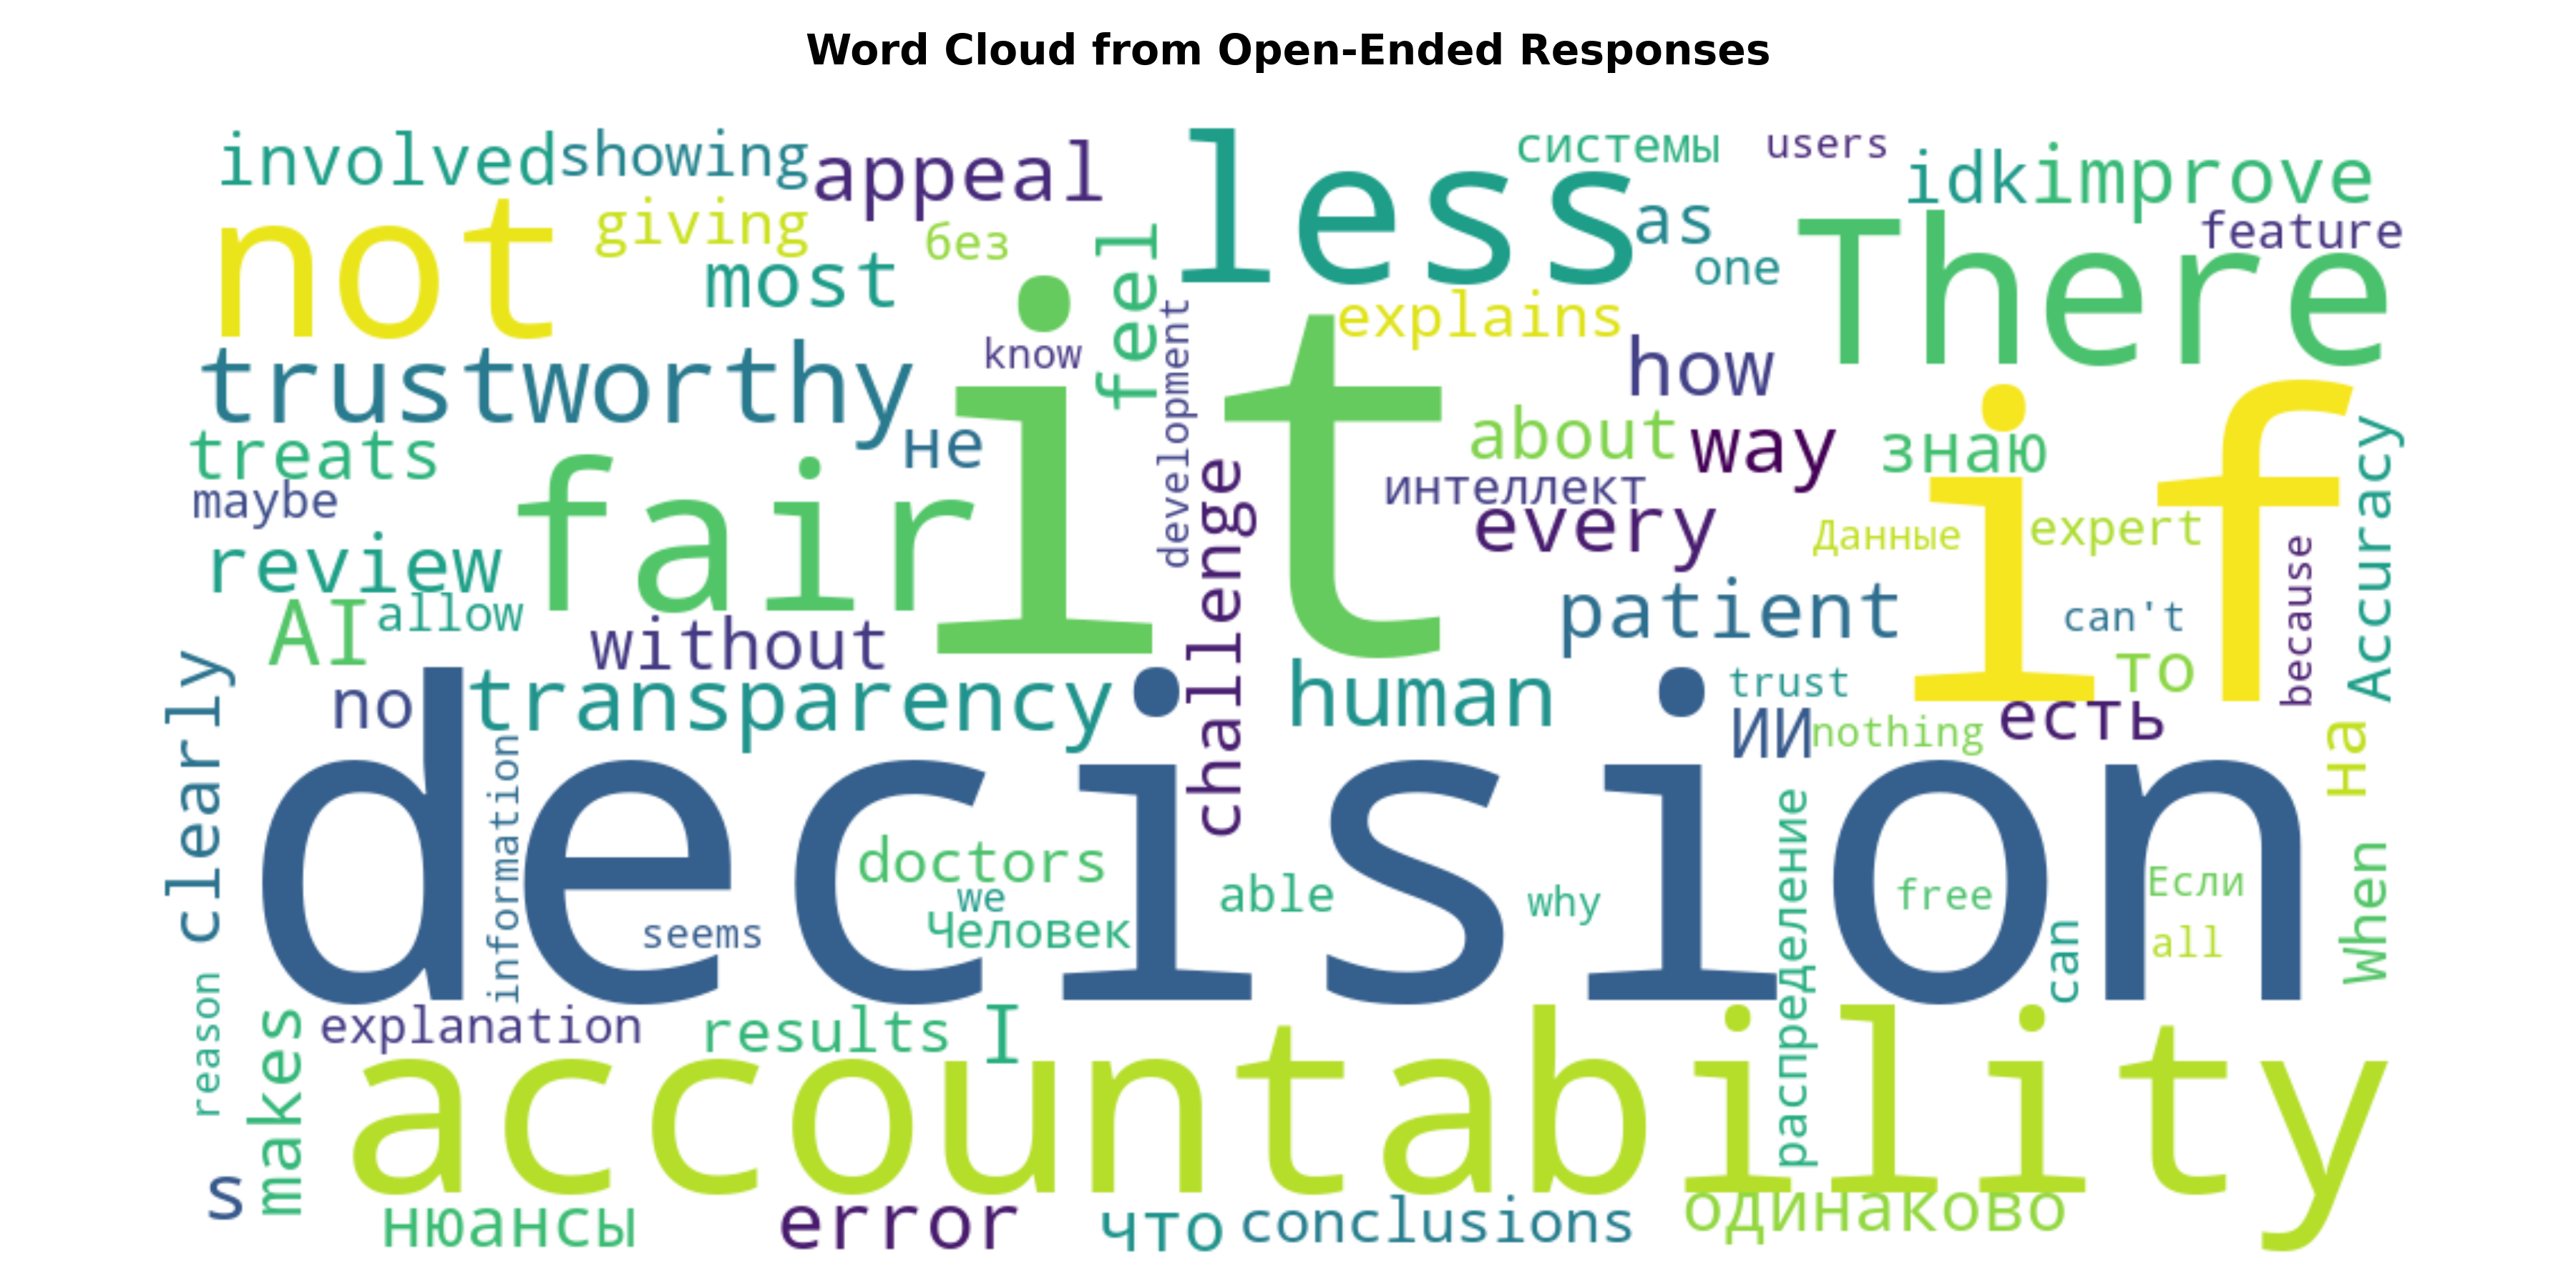 Word Cloud from Open-Ended Responses
involved
showing
appeal
less
системы
users
idk
improve
not
giving
без
feel
as
There
feature
most
one
explains
trustworthy
know
development
it
how
if
treats
не
about
way
знаю
Accuracy
maybe
fair
challenge
интеллект
every
Данные
expert
because
review
AI
allow
without
patient
can't
то
clearly
no
transparency
human
trust
ИИ
nothing
есть
на
decision
information
doctors
we
Человек
seems
able
why
распределение
free
can
Если
all
When
reason
makes
explanation
results
I
accountability
s
нюансы
error
что
conclusions
одинаково